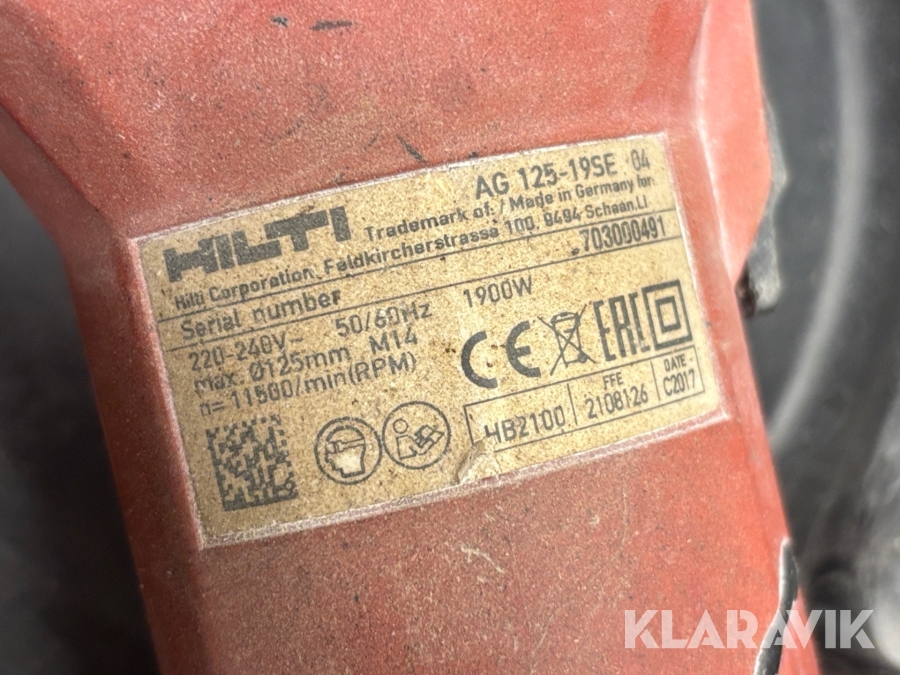 HILTI AG 125-19SE 04
Trademark of: / Made in Germany for:
Hilti Corporation, Feldkircherstrasse 100, 9494 Schaan, LI
Serial number 703000491
220-240V~ 50/60Hz 1900W
max. Ø125mm M14
n= 11500/min(RPM)
CE EAC
HB2100
FFE
2108126
DATE
C2017
KLARAVIK